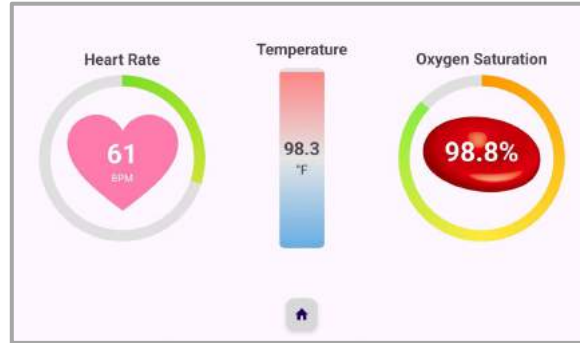 Heart Rate
61
BPM
Temperature
98.3
°F
Oxygen Saturation
98.8%